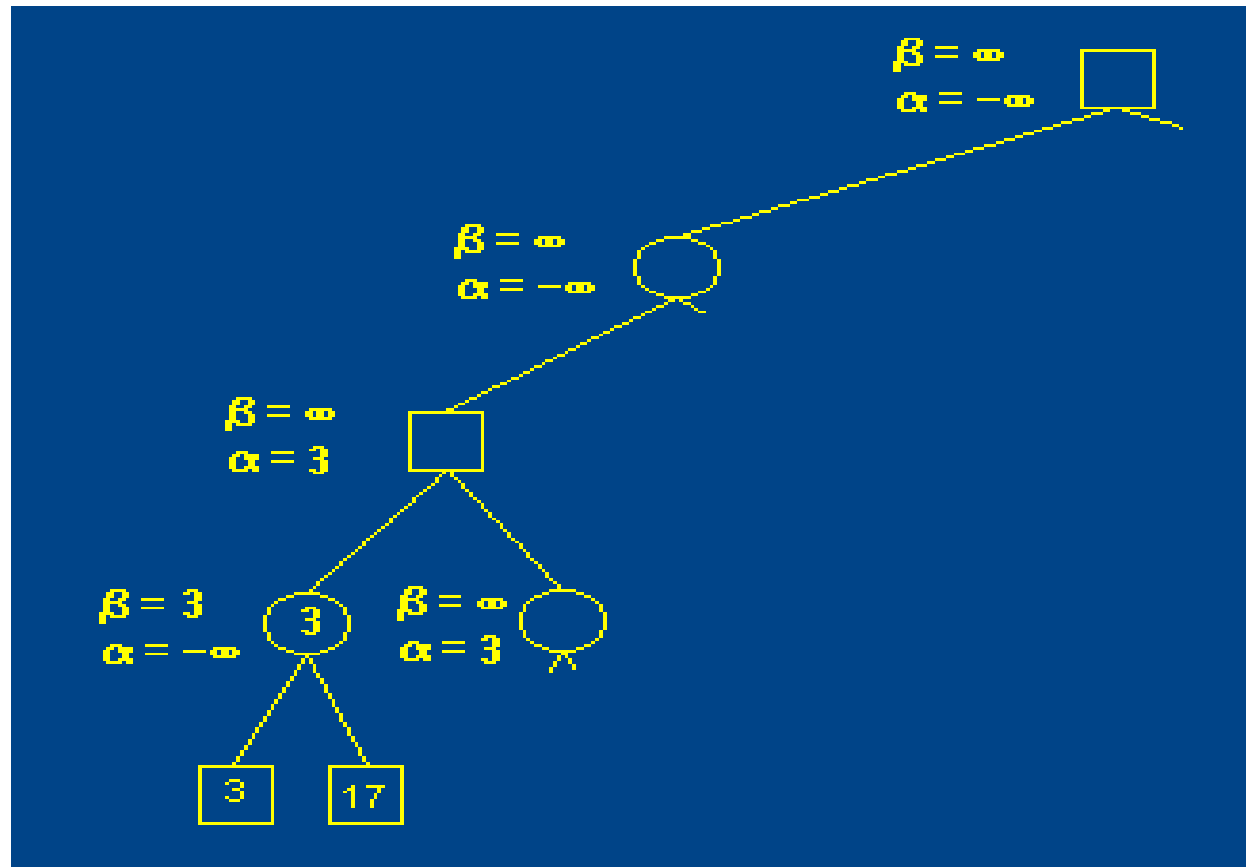 β = ∞
α = −∞
β = ∞
α = −∞
β = ∞
α = 3
β = 3
α = −∞
3
β = ∞
α = 3
3
17